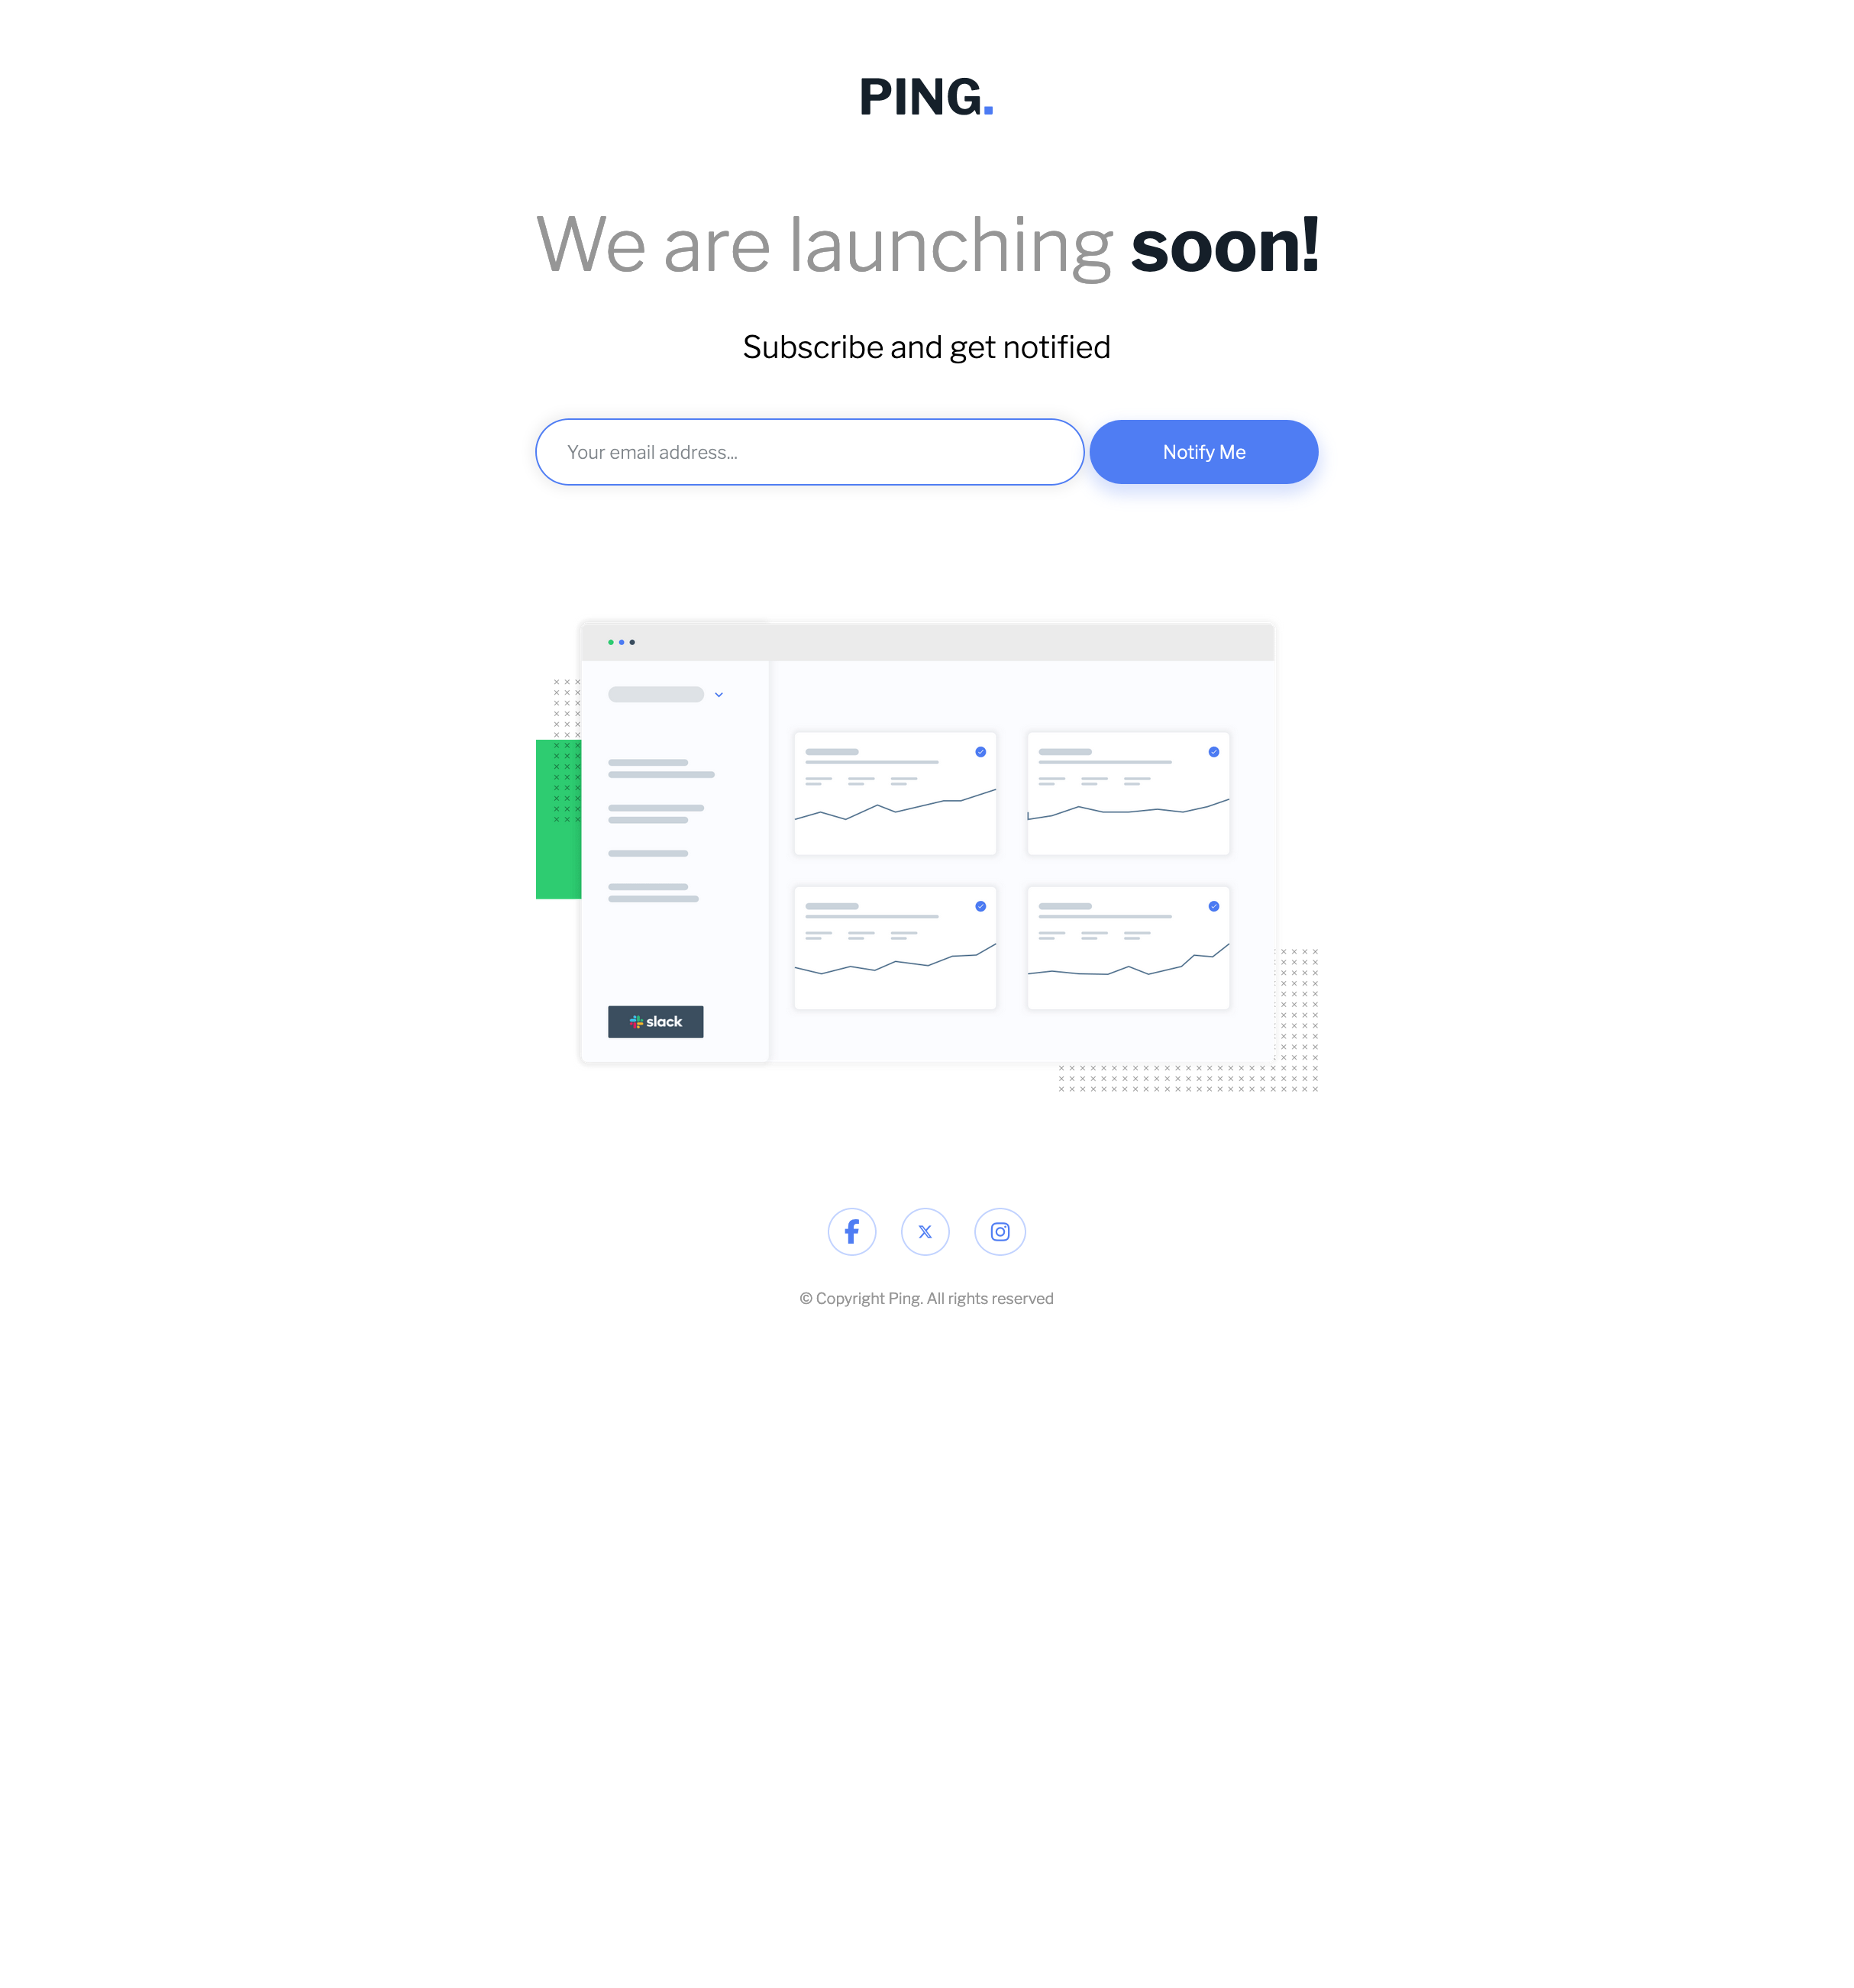 PING.
We are launching soon!
Subscribe and get notified
Your email address...
Notify Me
slack
© Copyright Ping. All rights reserved